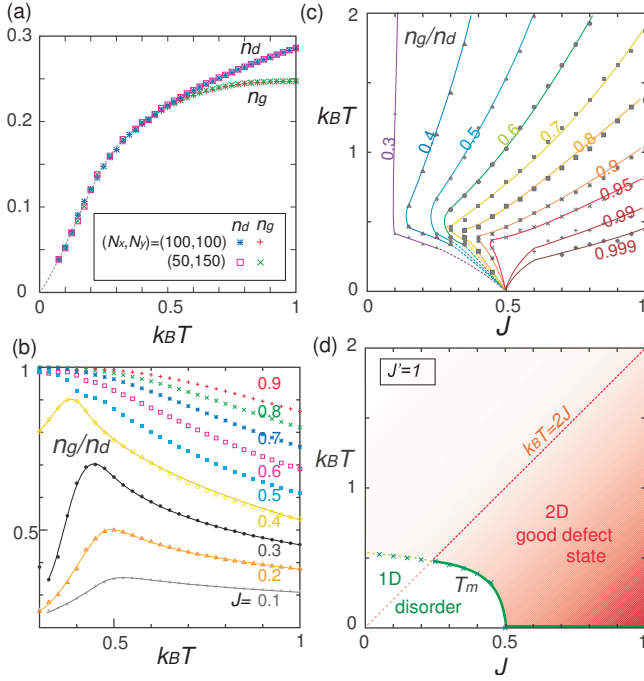 (a)
0.3
0.2
0.1
0
0
0.5
1
k_BT
n_d
n_g
n_d n_g
(N_x,N_y)=(100,100)
(50,150)
(b)
1
0.5
n_g/n_d
0.9
0.8
0.7
0.6
0.5
0.4
0.3
0.2
J= 0.1
0.5
1
k_BT
(c)
2
1
0
k_BT
n_g/n_d
0.3
0.4
0.5
0.6
0.7
0.8
0.9
0.95
0.99
0.999
0
0.5
1
J
(d)
2
1
0
k_BT
J'=1
k_BT=2J
2D
good defect
state
1D
disorder
T_m
0
0.5
1
J